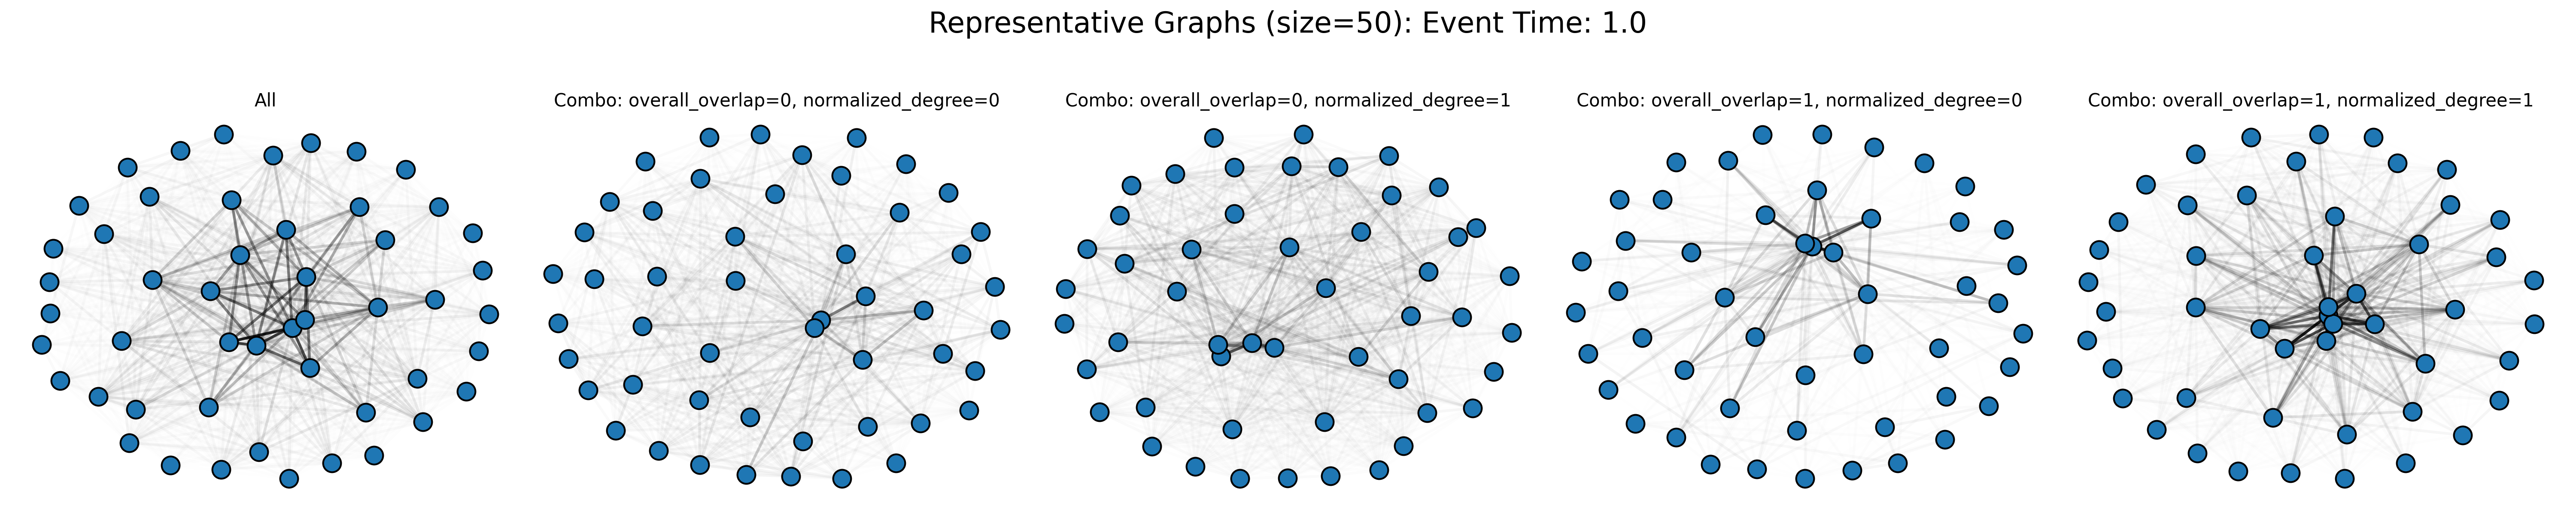 Representative Graphs (size=50): Event Time: 1.0
All
Combo: overall_overlap=0, normalized_degree=0
Combo: overall_overlap=0, normalized_degree=1
Combo: overall_overlap=1, normalized_degree=0
Combo: overall_overlap=1, normalized_degree=1